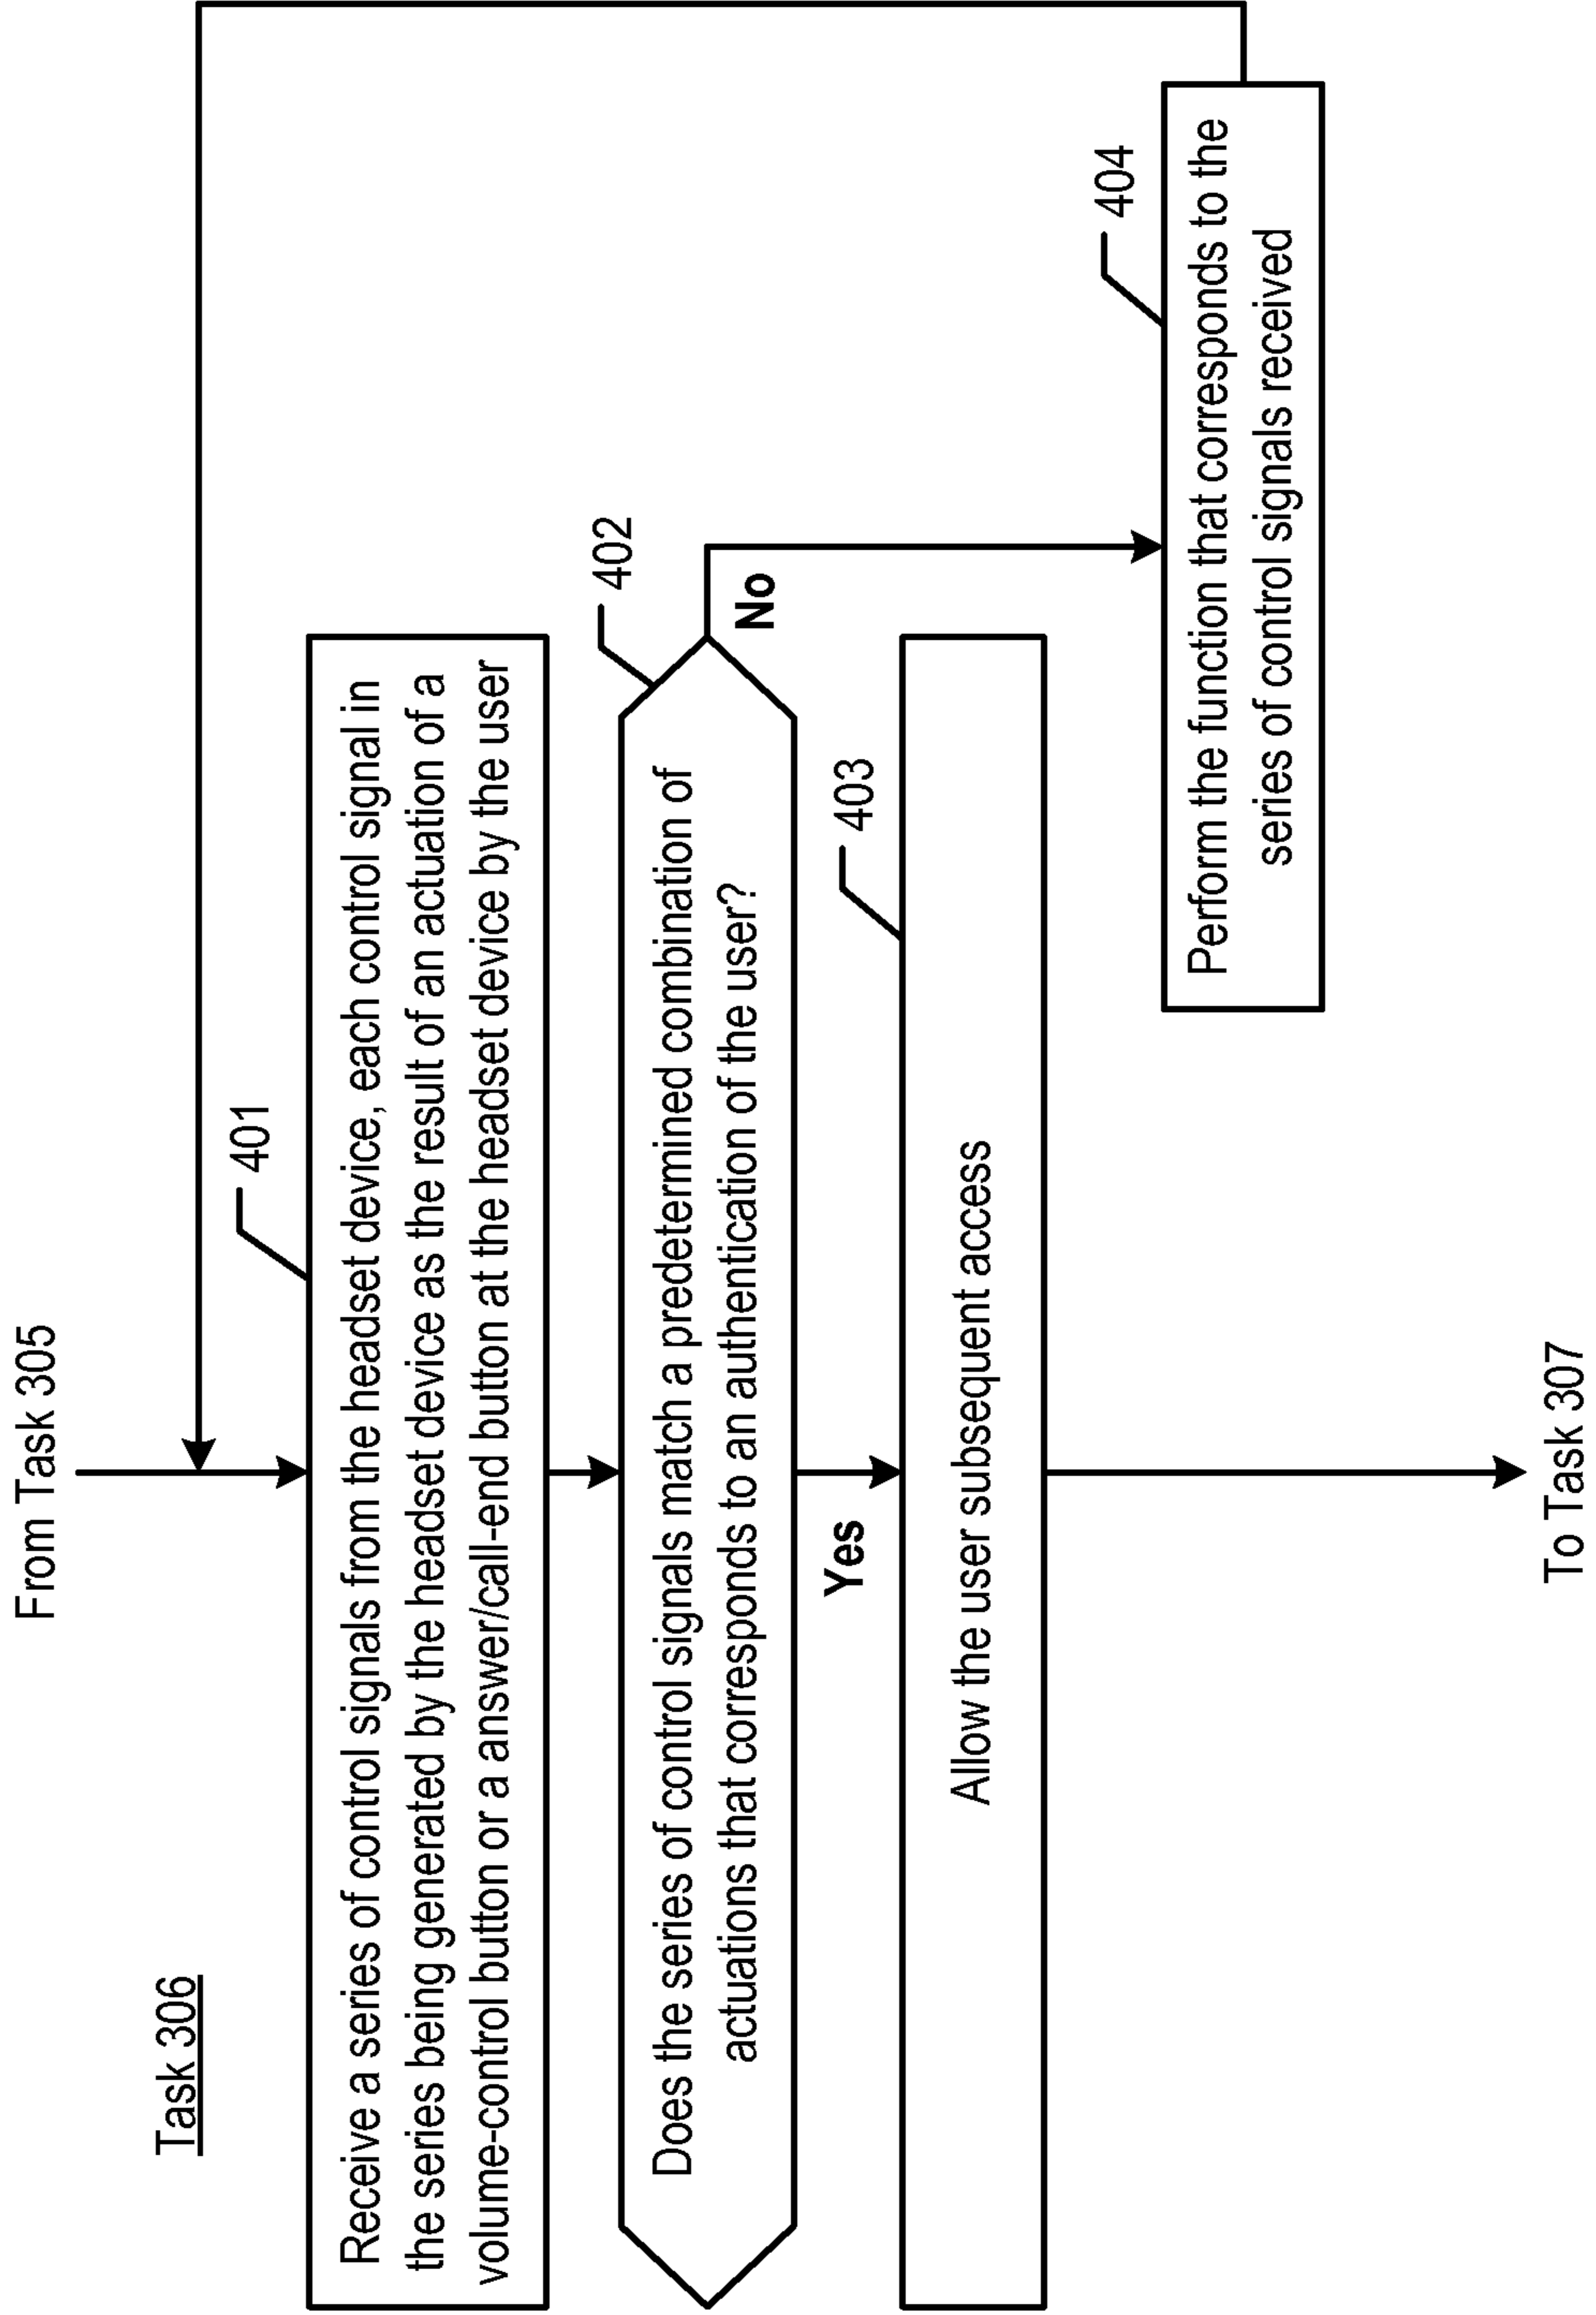 From Task 305
Task 306
401
Receive a series of control signals from the headset device, each control signal in
the series being generated by the headset device as the result of an actuation of a
volume-control button or a answer/call-end button at the headset device by the user
402
Does the series of control signals match a predetermined combination of
actuations that corresponds to an authentication of the user?
No
Yes
403
Allow the user subsequent access
404
Perform the function that corresponds to the
series of control signals received
To Task 307